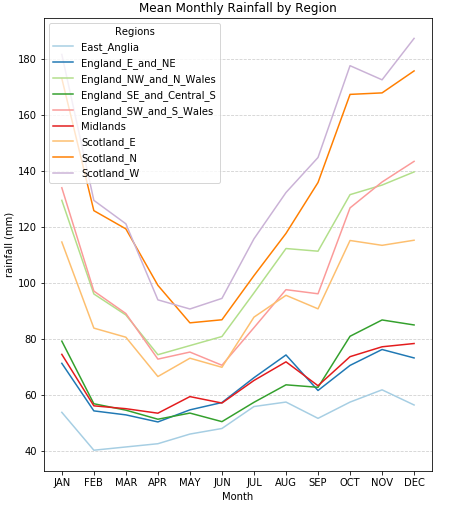 Mean Monthly Rainfall by Region
Regions
East_Anglia
England_E_and_NE
England_NW_and_N_Wales
England_SE_and_Central_S
England_SW_and_S_Wales
Midlands
Scotland_E
Scotland_N
Scotland_W
rainfall (mm)
180
160
140
120
100
80
60
40
JAN FEB MAR APR MAY JUN JUL AUG SEP OCT NOV DEC
Month